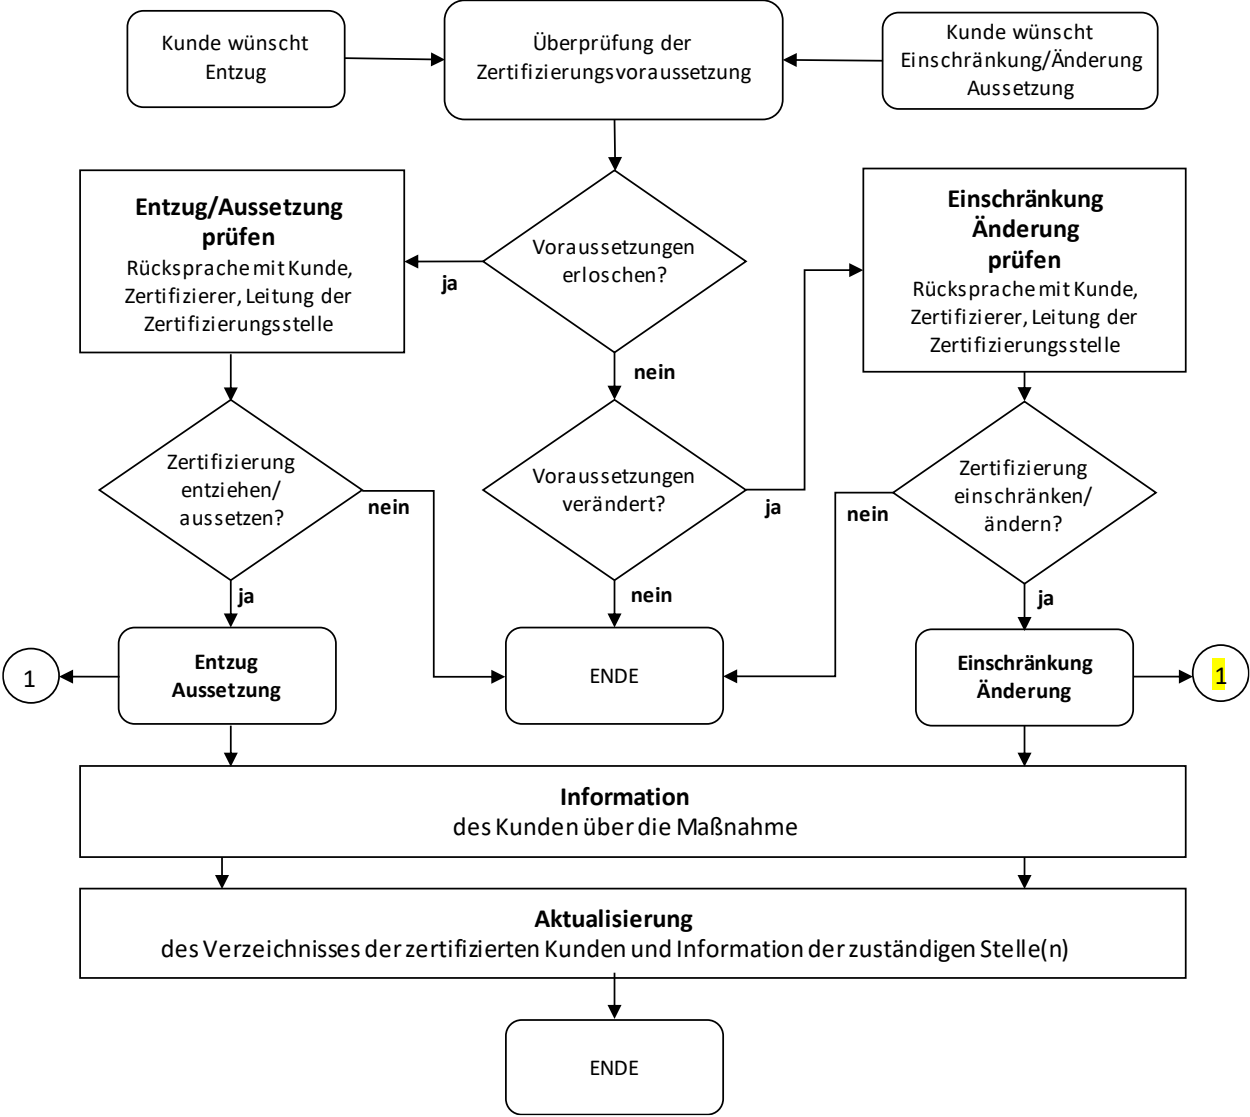 Kunde wünscht
Entzug
Überprüfung der
Zertifizierungsvoraussetzung
Kunde wünscht
Einschränkung/Änderung
Aussetzung
Entzug/Aussetzung
prüfen
Rücksprache mit Kunde,
Zertifizierer, Leitung der
Zertifizierungsstelle
ja
Voraussetzungen
erloschen?
nein
Einschränkung
Änderung
prüfen
Rücksprache mit Kunde,
Zertifizierer, Leitung der
Zertifizierungsstelle
Zertifizierung
entziehen/
aussetzen?
nein
Voraussetzungen
verändert?
ja
nein
Zertifizierung
einschränken/
ändern?
ja
nein
ja
1
Entzug
Aussetzung
ENDE
Einschränkung
Änderung
1
Information
des Kunden über die Maßnahme
Aktualisierung
des Verzeichnisses der zertifizierten Kunden und Information der zuständigen Stelle(n)
ENDE